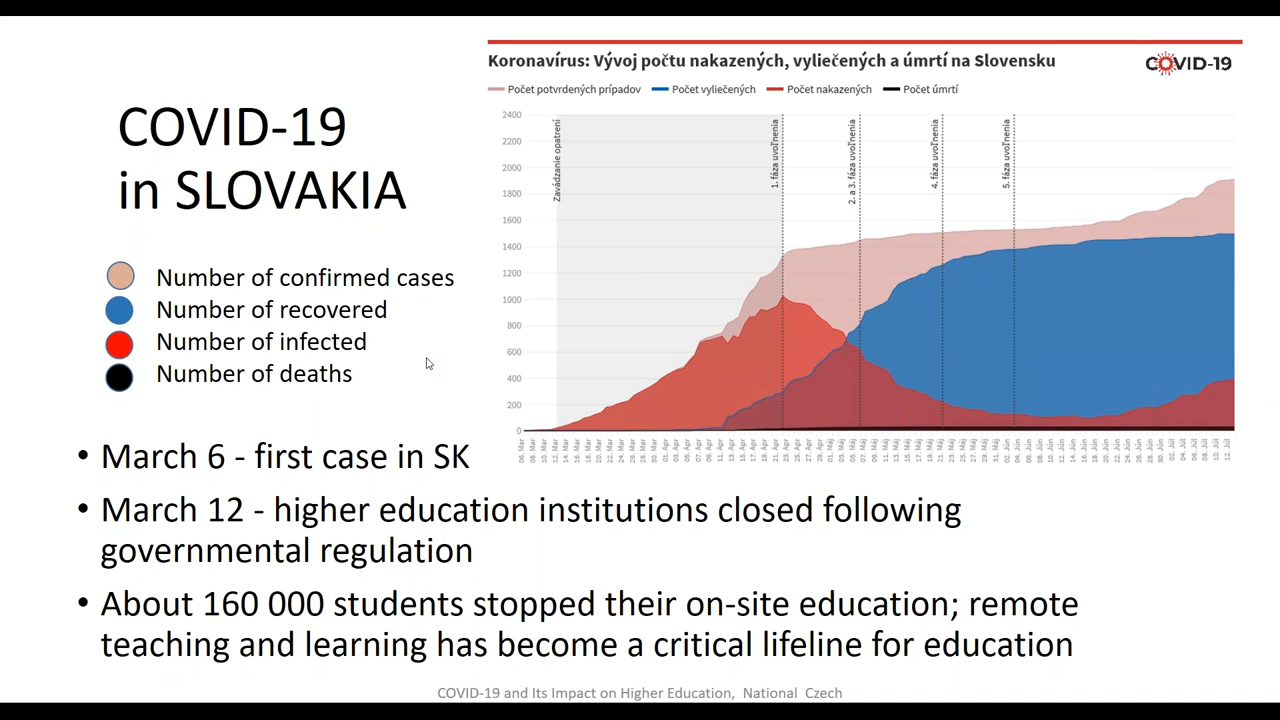 Koronavírus: Vývoj počtu nakazených, vyliečených a úmrtí na Slovensku
COVID-19
Počet potvrdených prípadov Počet vyliečených Počet nakazených Počet úmrtí
COVID-19
in SLOVAKIA
Number of confirmed cases
Number of recovered
Number of infected
Number of deaths
2400
2200
2000
1800
1600
1400
1200
1000
800
600
400
200
0
Zavádzanie opatrení
1. fáza uvoľnenia
2. a 3. fáza uvoľnenia
4. fáza uvoľnenia
5. fáza uvoľnenia
• March 6 - first case in SK
• March 12 - higher education institutions closed following
governmental regulation
• About 160 000 students stopped their on-site education; remote
teaching and learning has become a critical lifeline for education
COVID-19 and Its Impact on Higher Education, National Czech